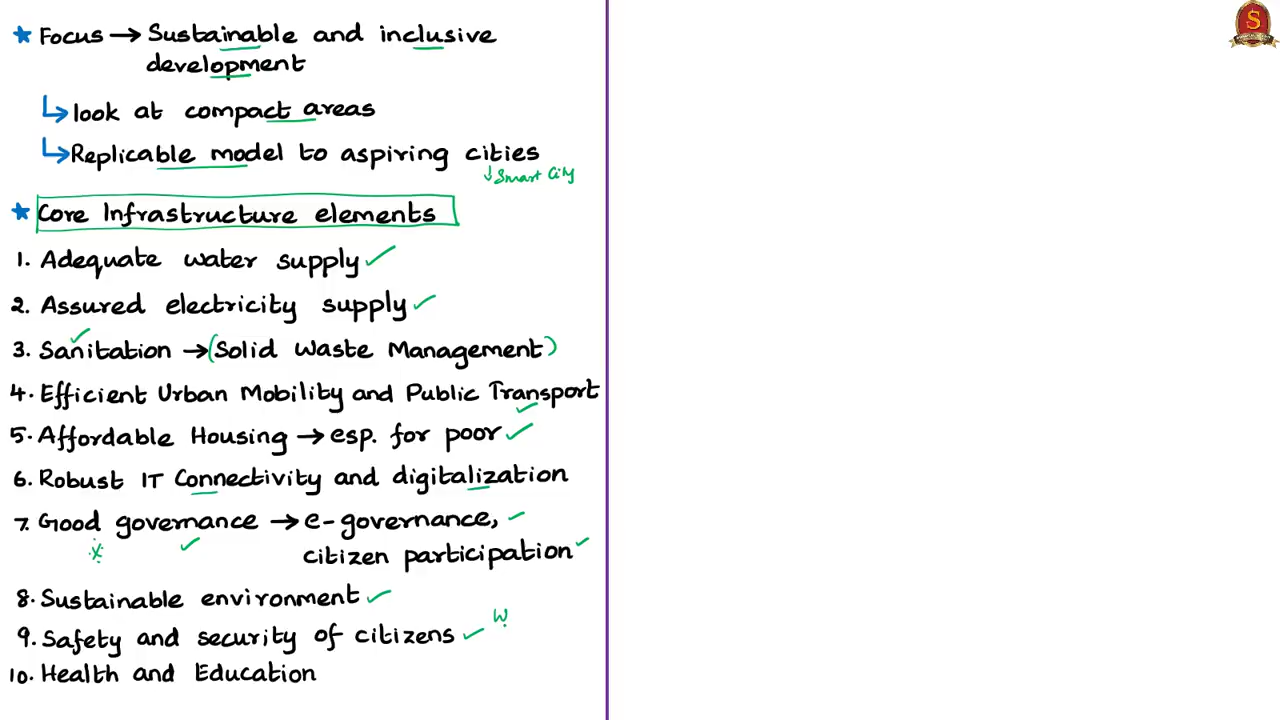 Focus → Sustainable and inclusive
development
look at compact areas
Replicable model to aspiring cities
↓ Smart City
Core Infrastructure elements
1. Adequate water supply
2. Assured electricity supply
3. Sanitation → (Solid Waste Management)
4. Efficient Urban Mobility and Public Transport
5. Affordable Housing → esp. for poor
6. Robust IT Connectivity and digitalization
7. Good governance → e-governance,
citizen participation
8. Sustainable environment
W
9. Safety and security of citizens
10. Health and Education
S